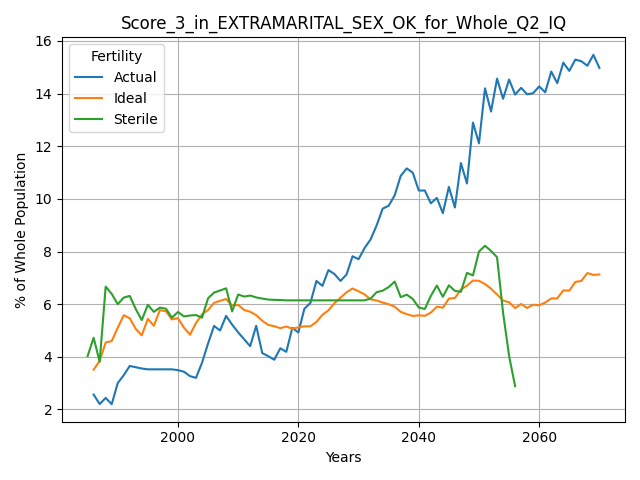 Score_3_in_EXTRAMARITAL_SEX_OK_for_Whole_Q2_IQ
Fertility
Actual
Ideal
Sterile
% of Whole Population
16
14
12
10
8
6
4
2
2000 2020 2040 2060
Years